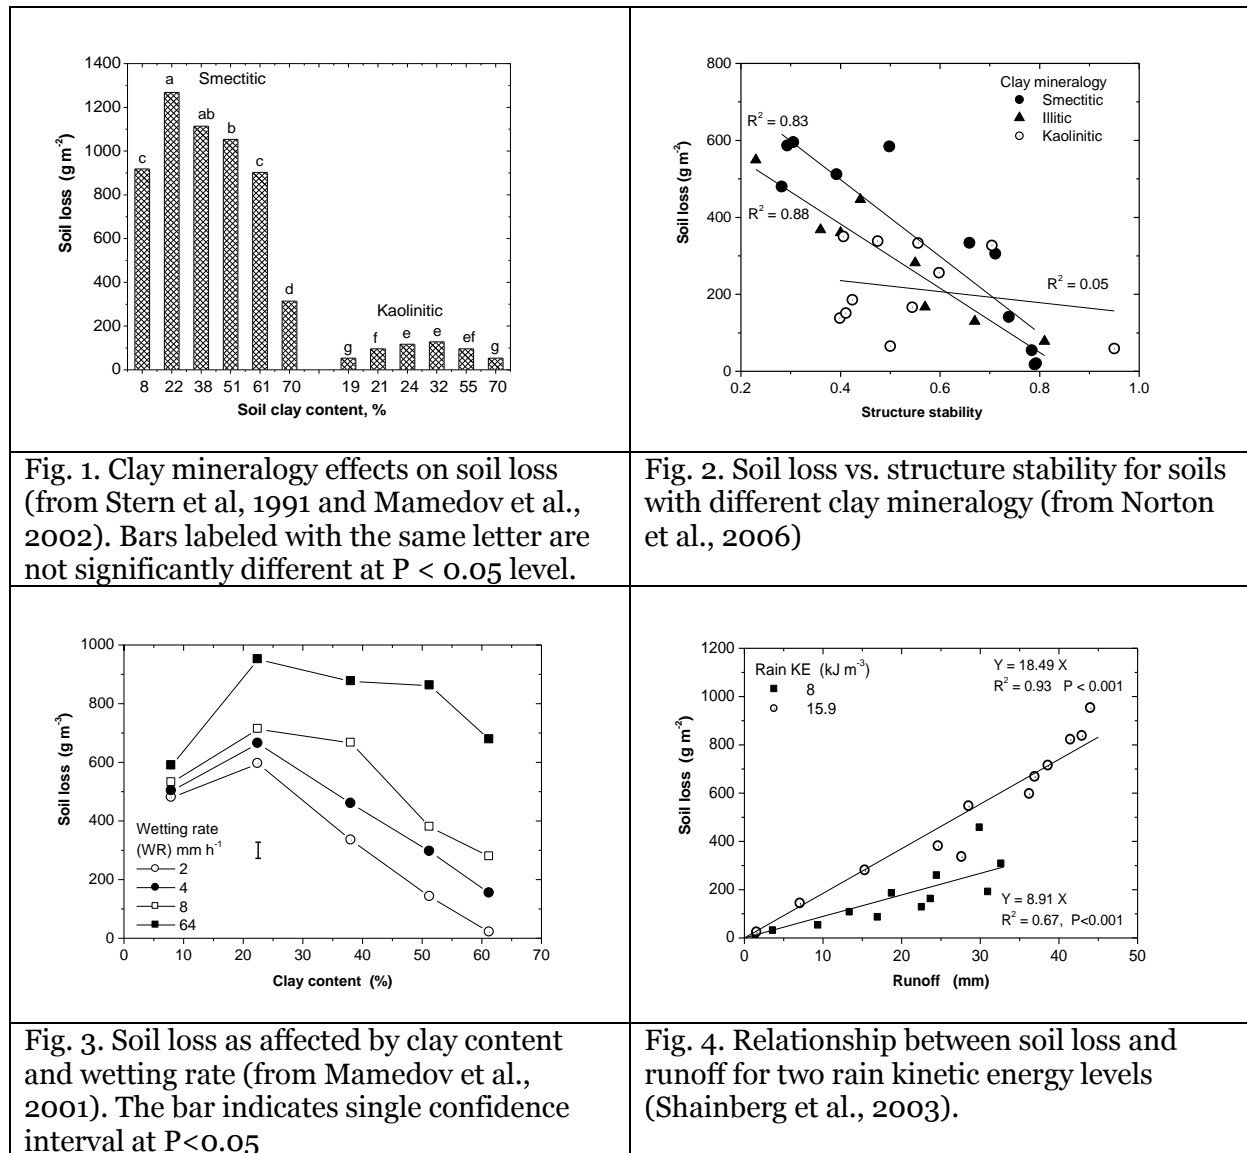 1400
1200
1000
800
600
400
200
0
Soil loss (g m-2)
Smectitic
Kaolinitic
c
a
ab
b
c
d
g
f
e
e
ef
g
8 22 38 51 61 70 19 21 24 32 55 70
Soil clay content, %
800
600
400
200
0
Soil loss (g m-2)
Clay mineralogy
Smectitic
Illitic
Kaolinitic
R2 = 0.83
R2 = 0.88
R2 = 0.05
0.2 0.4 0.6 0.8 1.0
Structure stability
Fig. 1. Clay mineralogy effects on soil loss
(from Stern et al, 1991 and Mamedov et al.,
2002). Bars labeled with the same letter are
not significantly different at P < 0.05 level.
Fig. 2. Soil loss vs. structure stability for soils
with different clay mineralogy (from Norton
et al., 2006)
1000
800
600
400
200
0
Soil loss (g m-3)
Wetting rate
(WR) mm h-1
2
4
8
64
0 10 20 30 40 50 60 70
Clay content (%)
1200
1000
800
600
400
200
0
Soil loss (g m-2)
Rain KE (kJ m-3)
8
15.9
Y = 18.49 X
R2 = 0.93 P < 0.001
Y = 8.91 X
R2 = 0.67, P<0.001
0 10 20 30 40 50
Runoff (mm)
Fig. 3. Soil loss as affected by clay content
and wetting rate (from Mamedov et al.,
2001). The bar indicates single confidence
interval at P<0.05
Fig. 4. Relationship between soil loss and
runoff for two rain kinetic energy levels
(Shainberg et al., 2003).